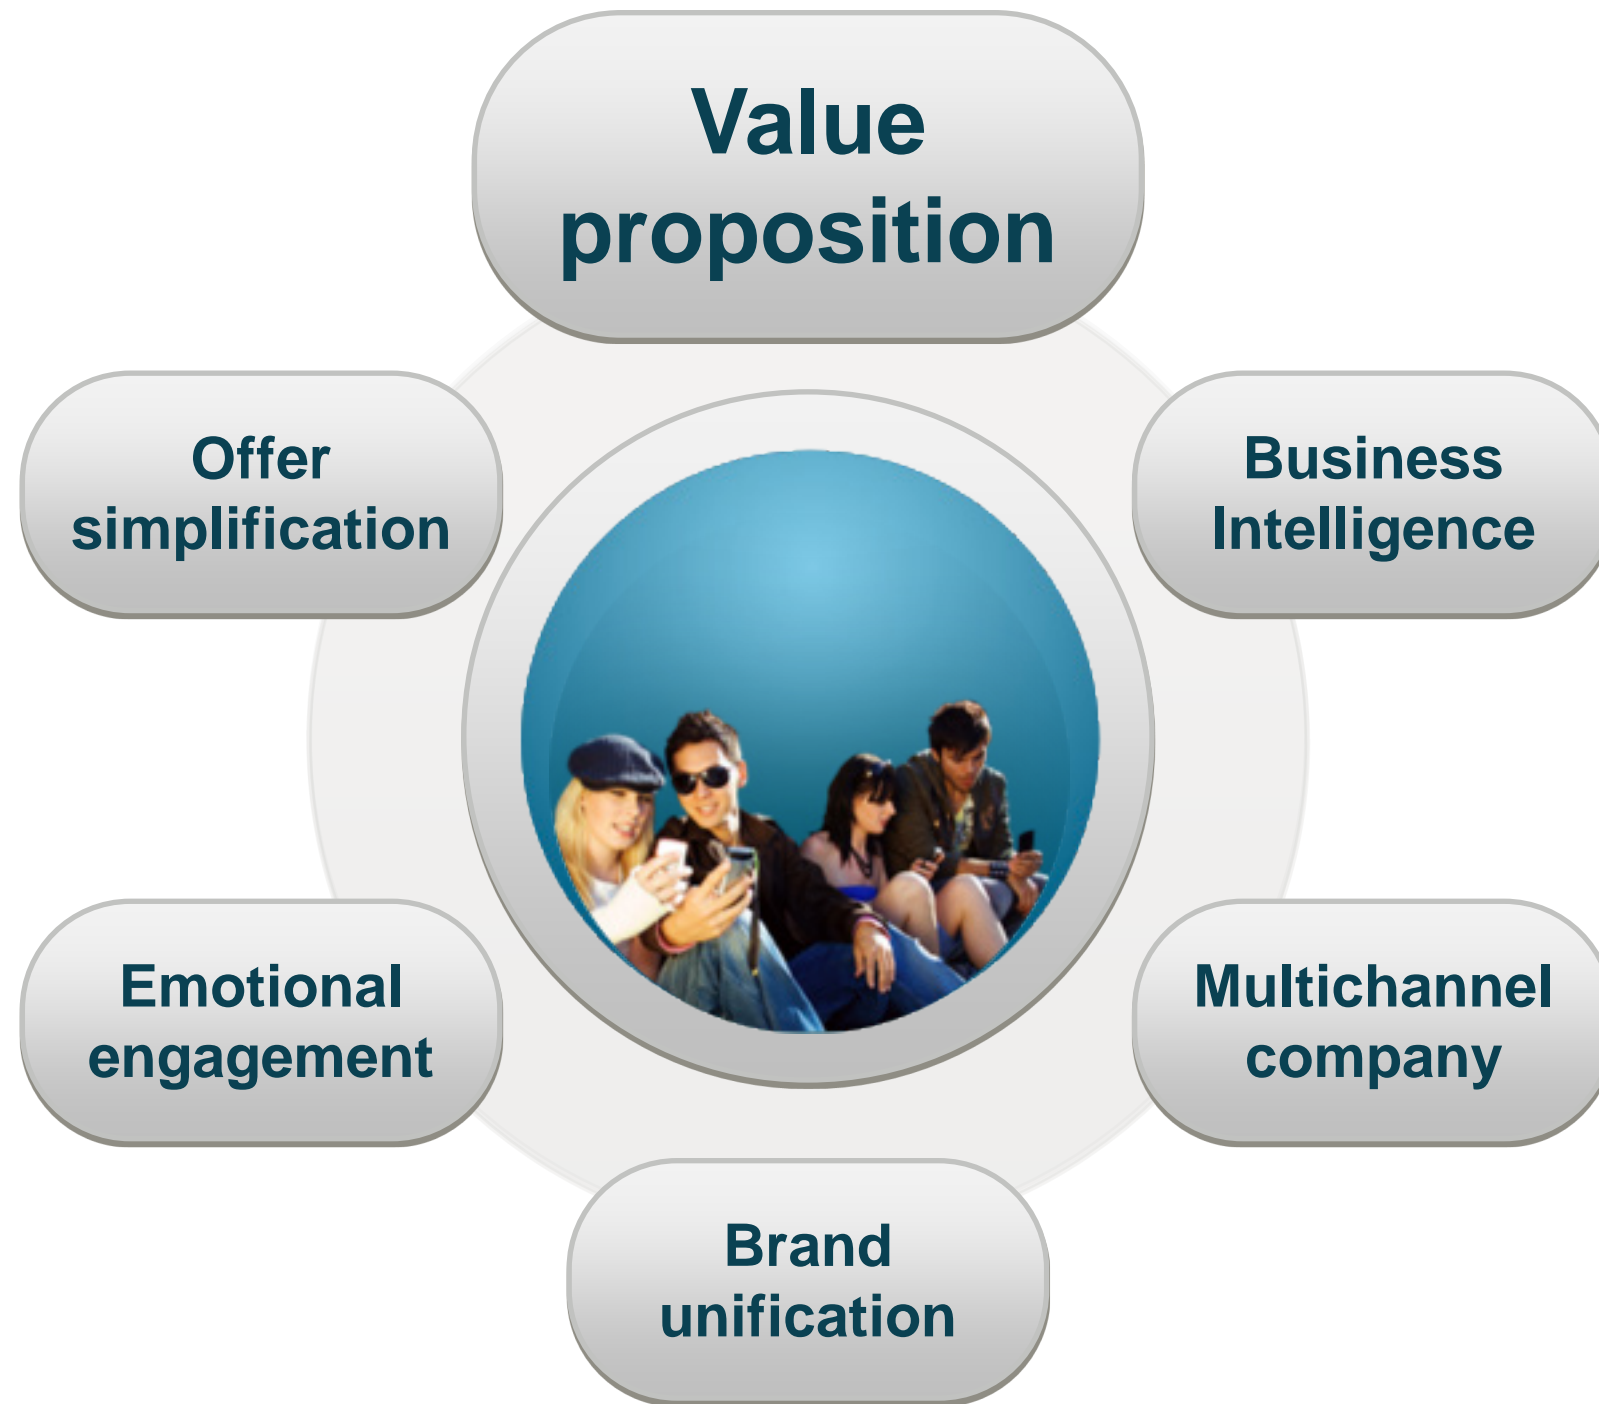 Value
proposition
Offer
simplification
Business
Intelligence
Emotional
engagement
Multichannel
company
Brand
unification